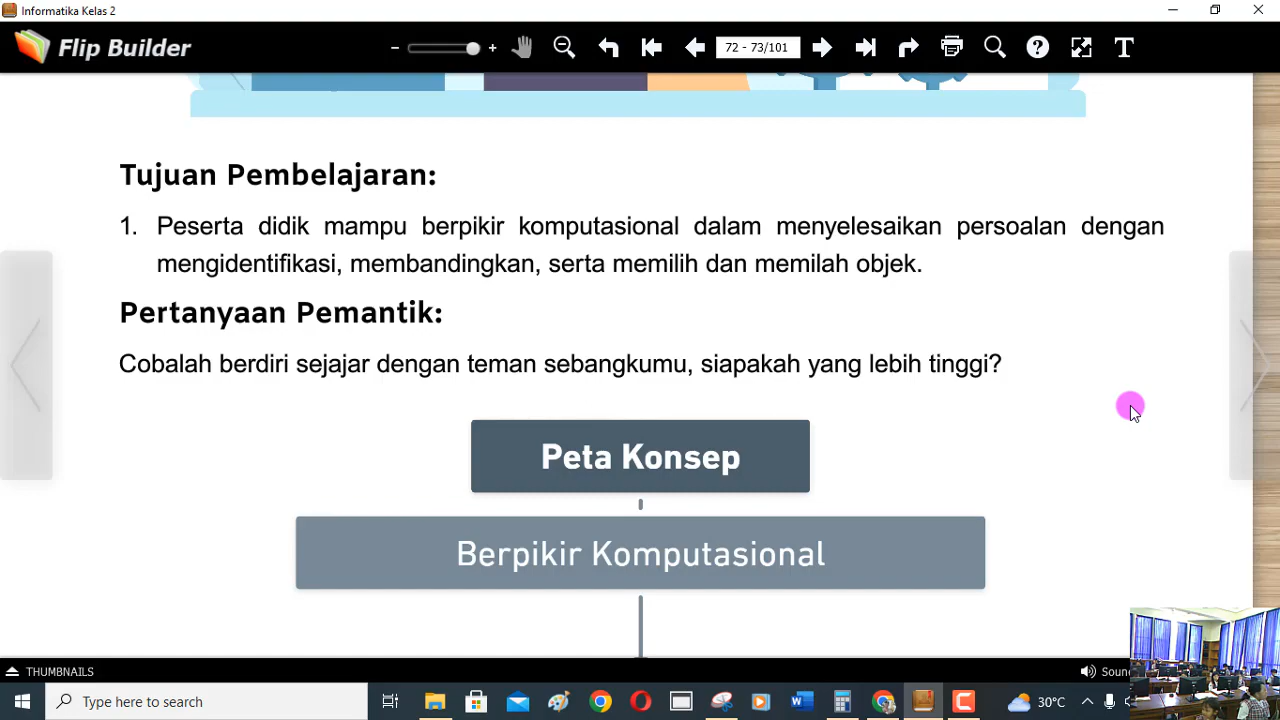 Informatika Kelas 2
Flip Builder
72 - 73/101
Tujuan Pembelajaran:
1. Peserta didik mampu berpikir komputasional dalam menyelesaikan persoalan dengan
mengidentifikasi, membandingkan, serta memilih dan memilah objek.
Pertanyaan Pemantik:
Cobalah berdiri sejajar dengan teman sebangkumu, siapakah yang lebih tinggi?
Peta Konsep
Berpikir Komputasional
THUMBNAILS
Type here to search
30°C